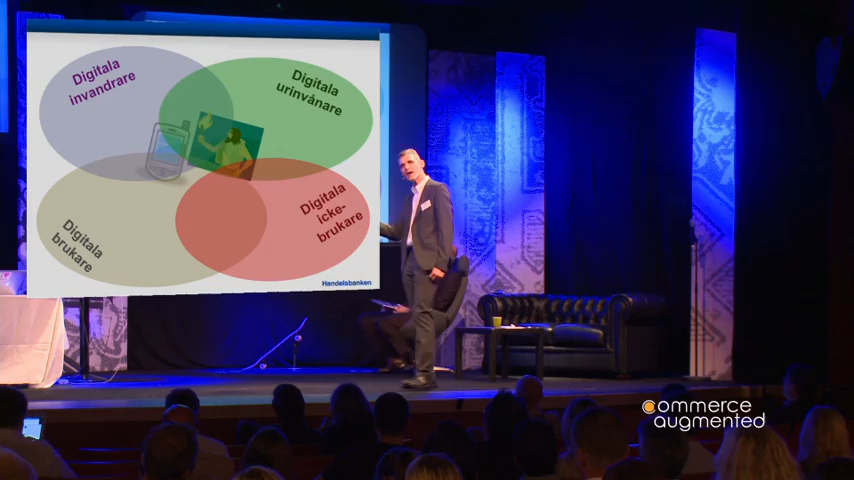 Digitala
invandrare
Digitala
urinvånare
Digitala
icke-
brukare
Digitala
brukare
Handelsbanken
commerce
augmented